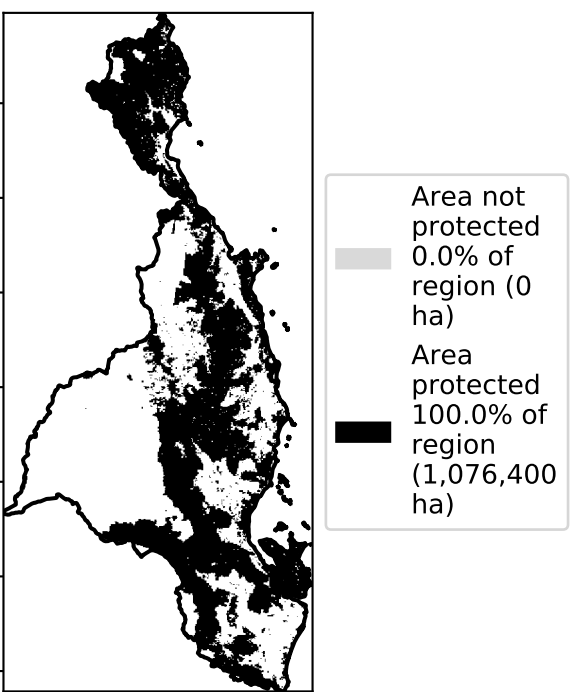 Area not
protected
0.0% of
region (0
ha)
Area
protected
100.0% of
region
(1,076,400
ha)